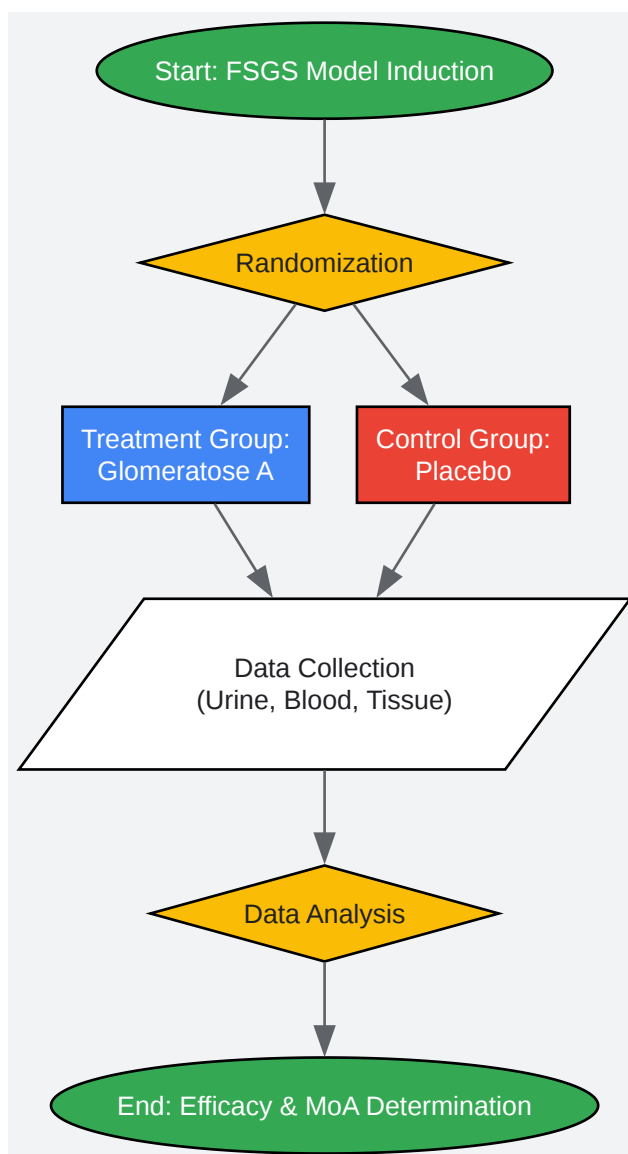 Start: FSGS Model Induction
Randomization
Treatment Group:
Glomeratose A
Control Group:
Placebo
Data Collection
(Urine, Blood, Tissue)
Data Analysis
End: Efficacy & MoA Determination